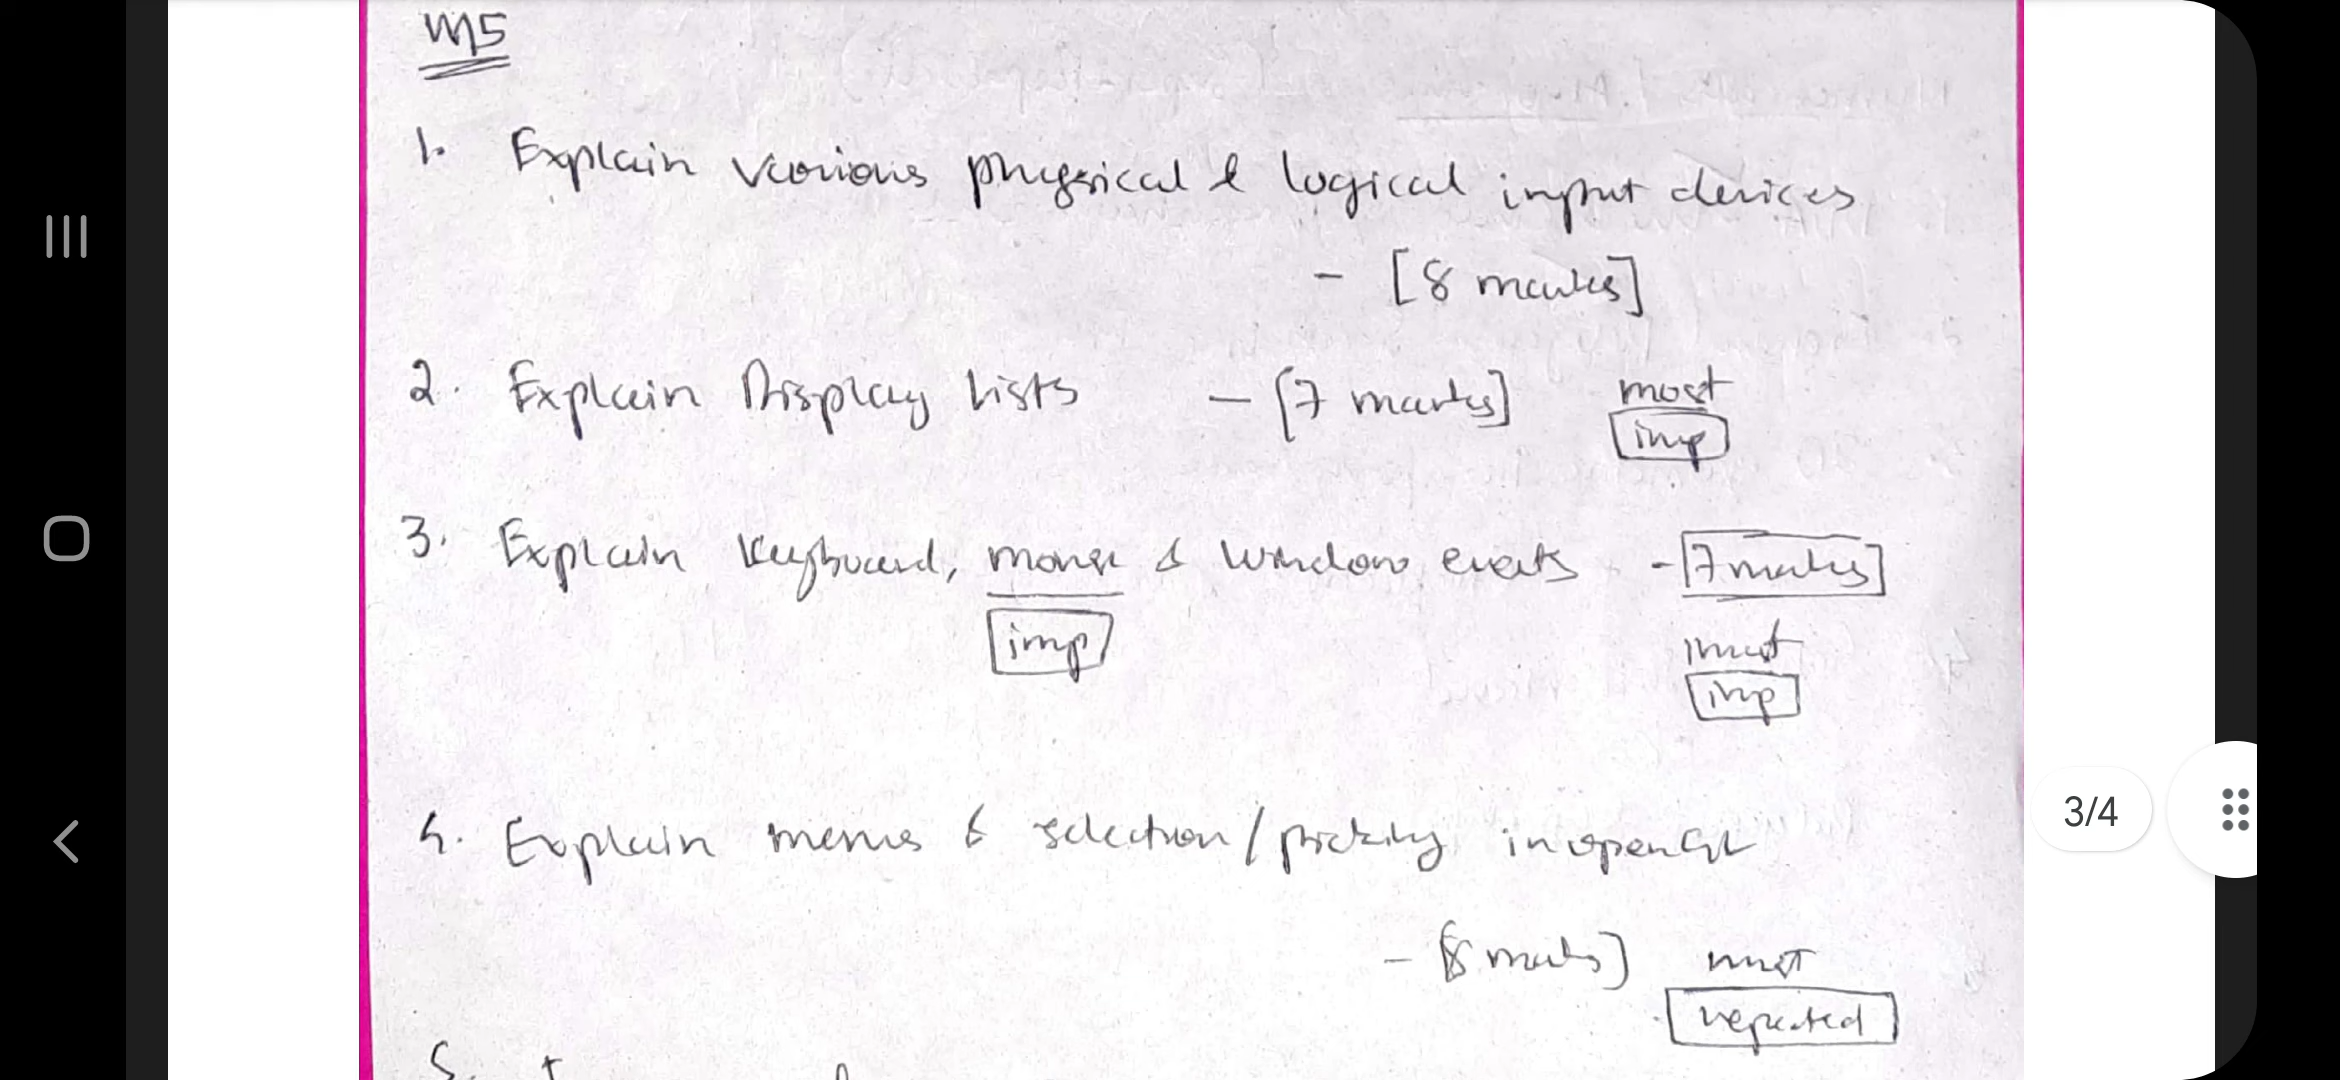 M5
1. Explain various physical & logical input devices
- [8 marks]
2. Explain Display Lists - [7 marks] most
imp
3. Explain Keyboard, mouse & window events - [7 marks]
imp
most
imp
4. Explain menus & selection/picking in openGL
- [8 marks] most
repeated
3/4
5.